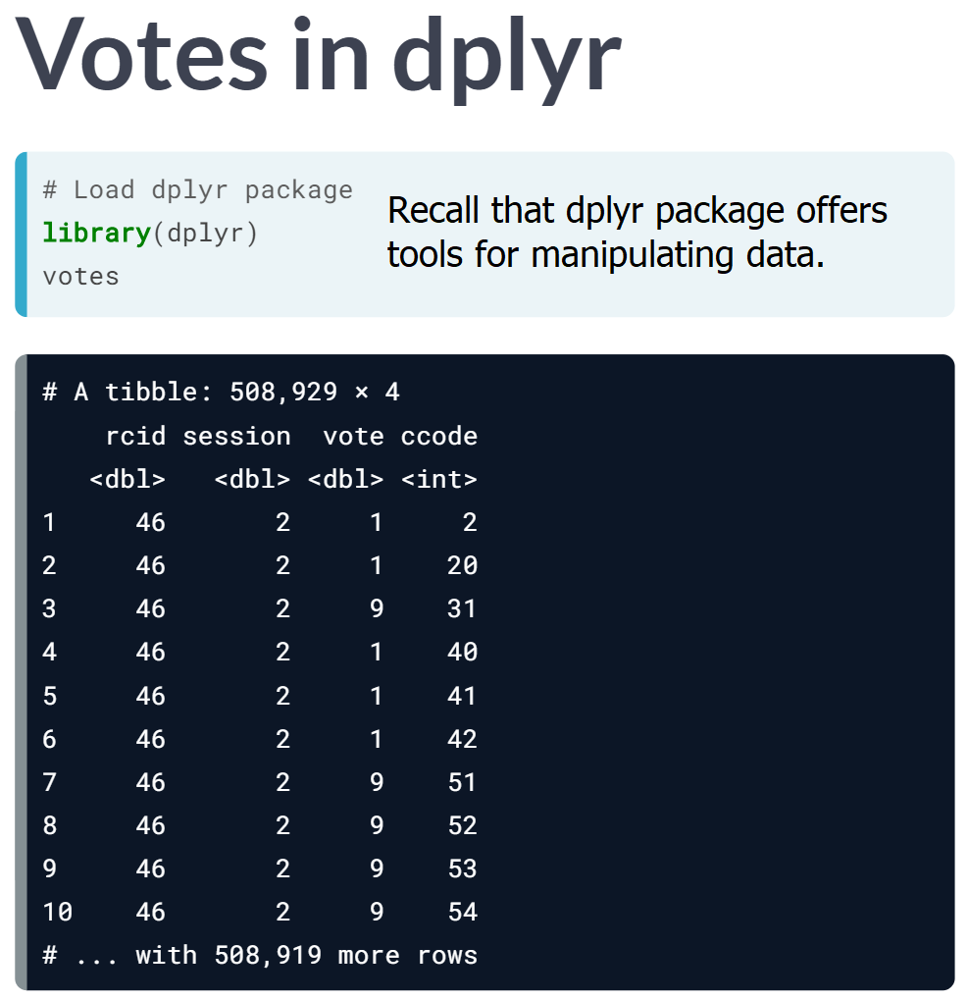 Votes in dplyr
# Load dplyr package
library(dplyr)
votes
Recall that dplyr package offers
tools for manipulating data.
# A tibble: 508,929 × 4
    rcid session  vote ccode
   <dbl>   <dbl> <dbl> <int>
1     46       2     1     2
2     46       2     1    20
3     46       2     9    31
4     46       2     1    40
5     46       2     1    41
6     46       2     1    42
7     46       2     9    51
8     46       2     9    52
9     46       2     9    53
10    46       2     9    54
# ... with 508,919 more rows